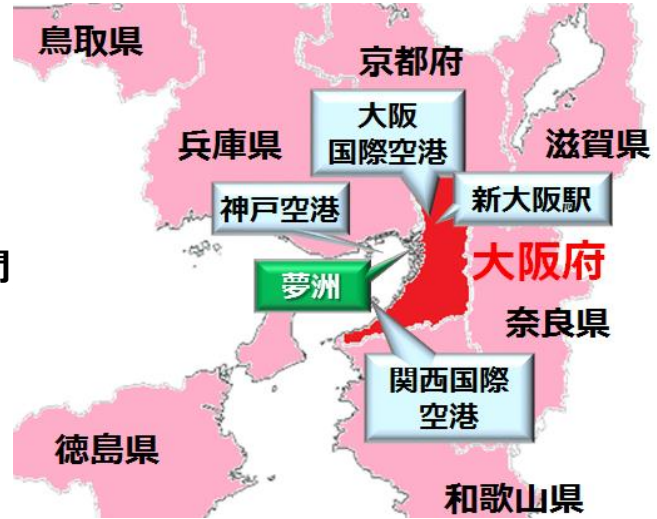 鳥取県
京都府
大阪
国際空港
兵庫県
滋賀県
神戸空港
新大阪駅
夢洲
大阪府
奈良県
関西国際
空港
徳島県
和歌山県